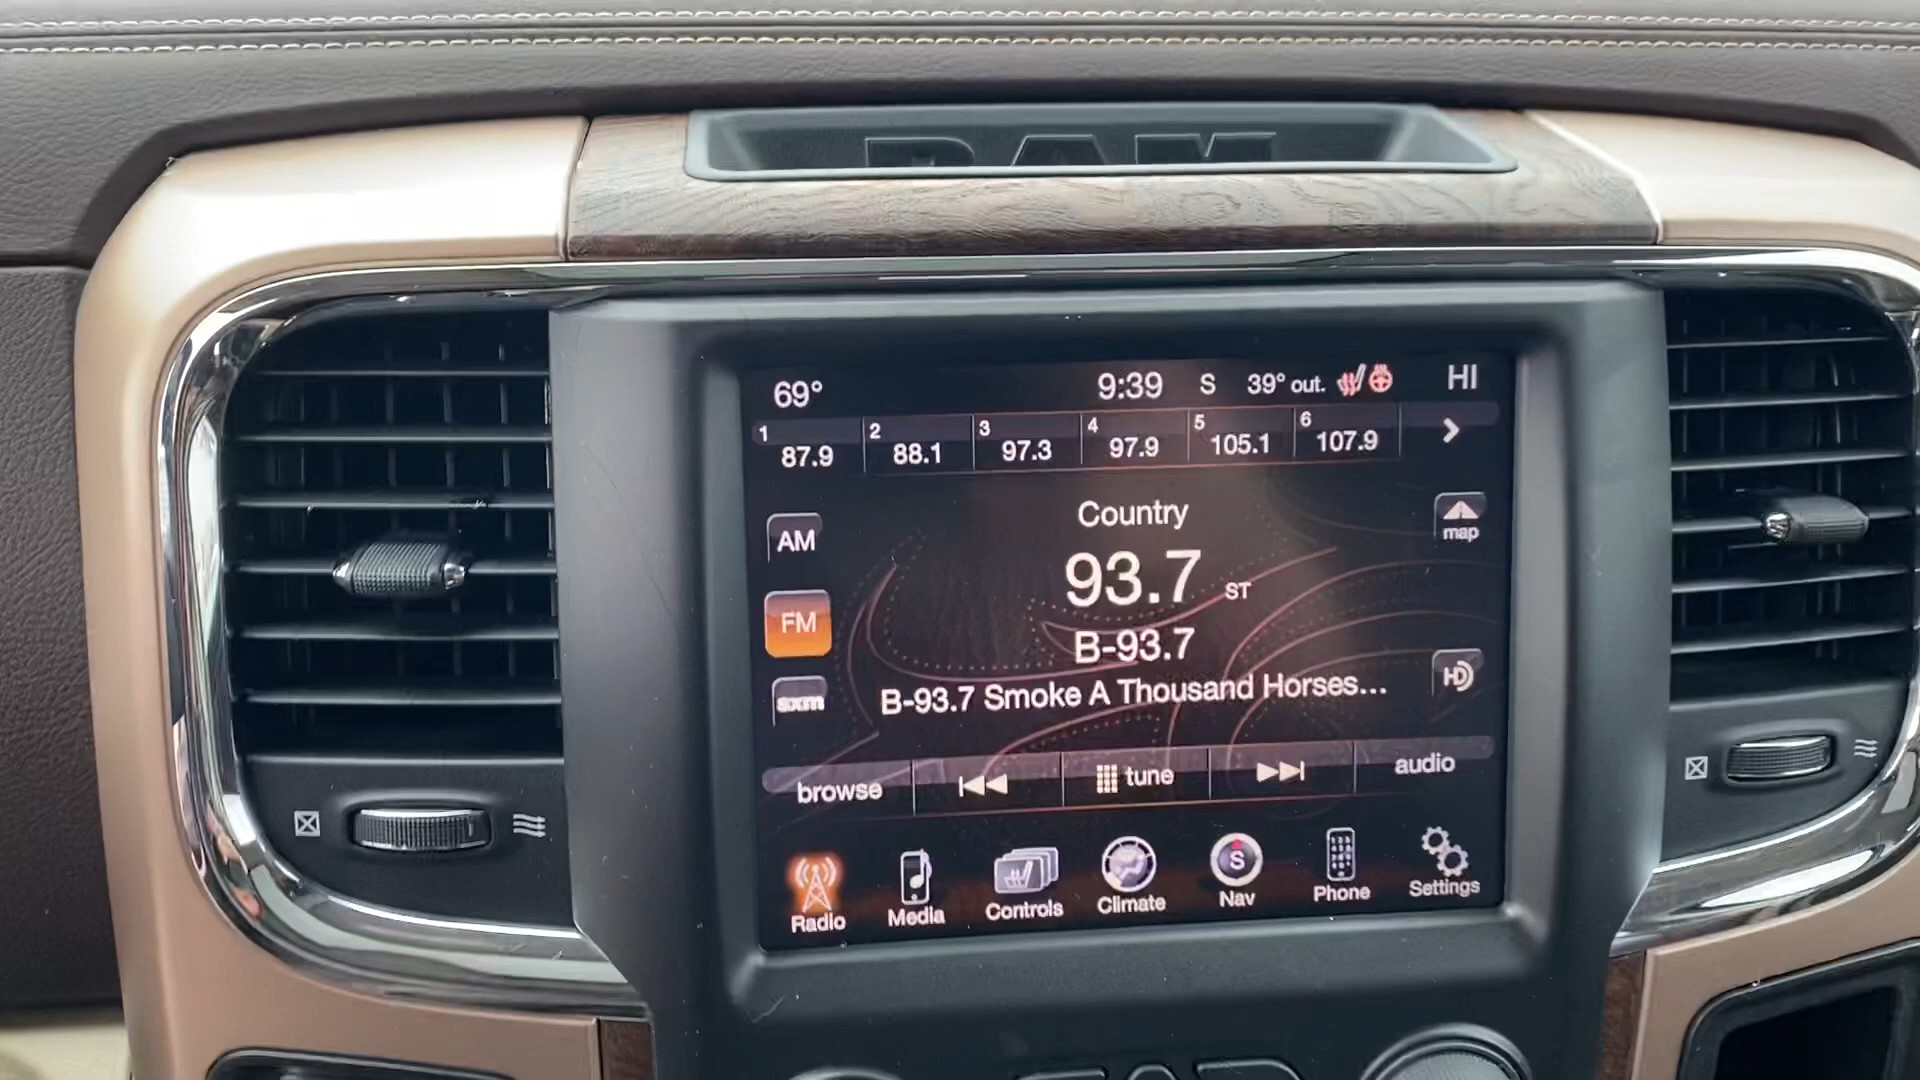 RAM
69° 9:39 S 39° out. HI
1 87.9 2 88.1 3 97.3 4 97.9 5 105.1 6 107.9
Country
AM map
93.7 ST
FM
B-93.7
B-93.7 Smoke A Thousand Horses...
HD
sxm
browse tune audio
S
Radio Media Controls Climate Nav Phone Settings